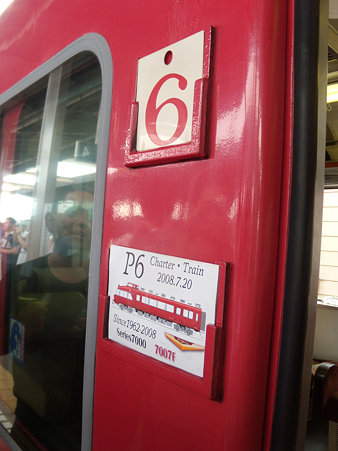 6
P6 Charter・Train
2008.7.20
Since1962-2008
Series7000 7007F